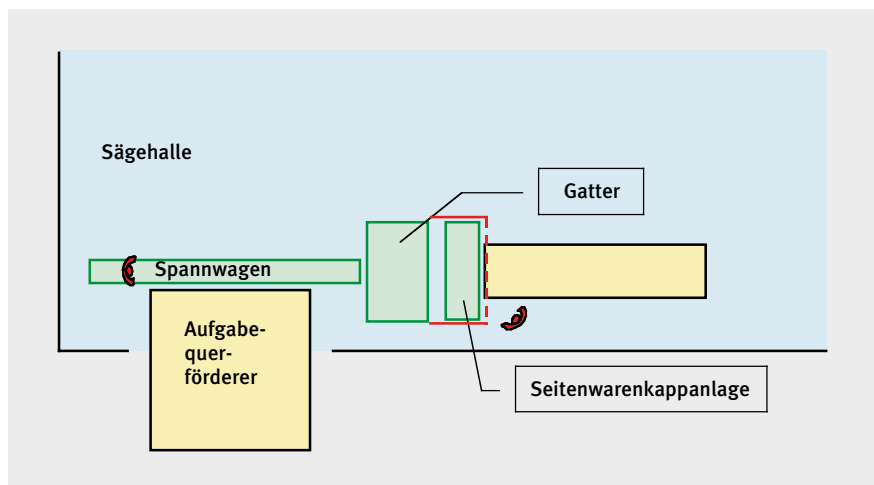 Sägehalle
Gatter
Spannwagen
Aufgabe-
quer-
förderer
Seitenwarenkappanlage